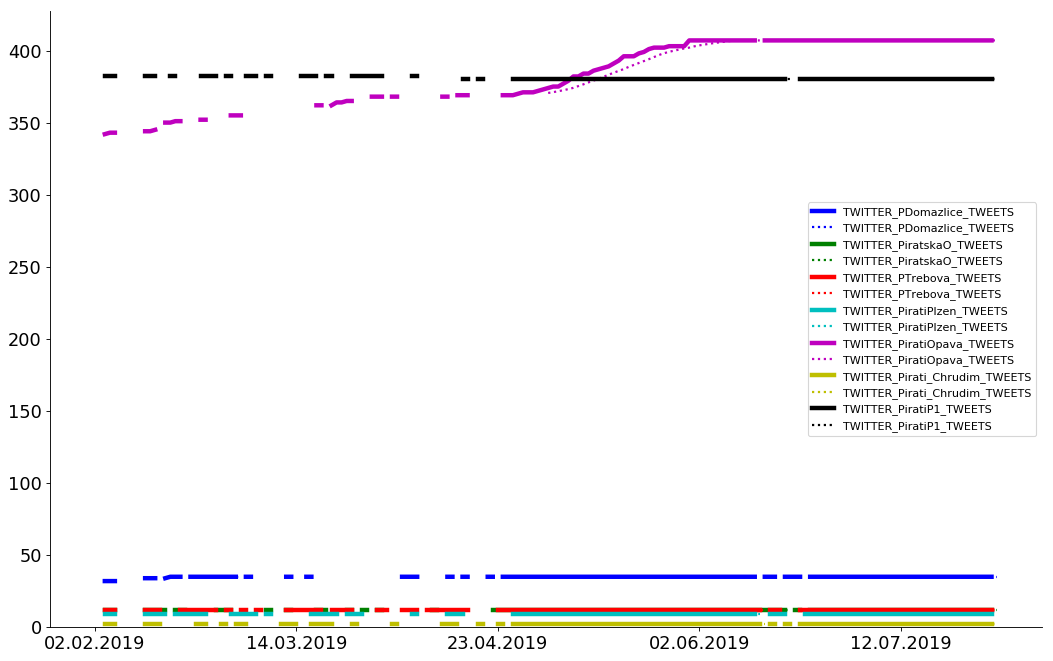 400
350
300
250
200
150
100
50
0
02.02.2019
14.03.2019
23.04.2019
02.06.2019
12.07.2019
TWITTER_PDomazlice_TWEETS
TWITTER_PDomazlice_TWEETS
TWITTER_PiratskaO_TWEETS
TWITTER_PiratskaO_TWEETS
TWITTER_PTrebova_TWEETS
TWITTER_PTrebova_TWEETS
TWITTER_PiratiPlzen_TWEETS
TWITTER_PiratiPlzen_TWEETS
TWITTER_PiratiOpava_TWEETS
TWITTER_PiratiOpava_TWEETS
TWITTER_Pirati_Chrudim_TWEETS
TWITTER_Pirati_Chrudim_TWEETS
TWITTER_PiratiP1_TWEETS
TWITTER_PiratiP1_TWEETS